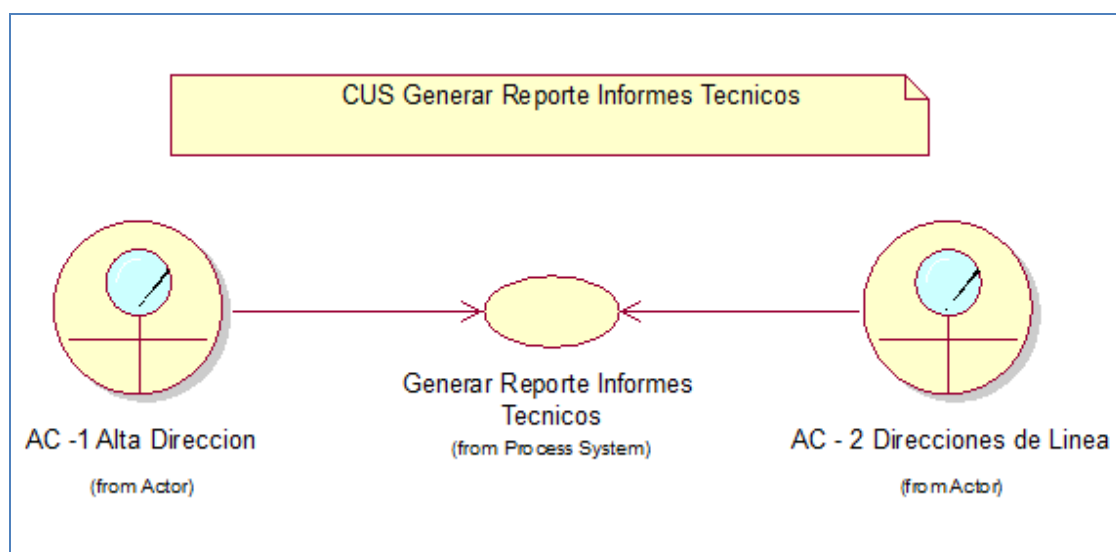 CUS Generar Reporte Informes Tecnicos
AC -1 Alta Direccion
(from Actor)
Generar Reporte Informes
Tecnicos
(from Process System)
AC - 2 Direcciones de Linea
(from Actor)